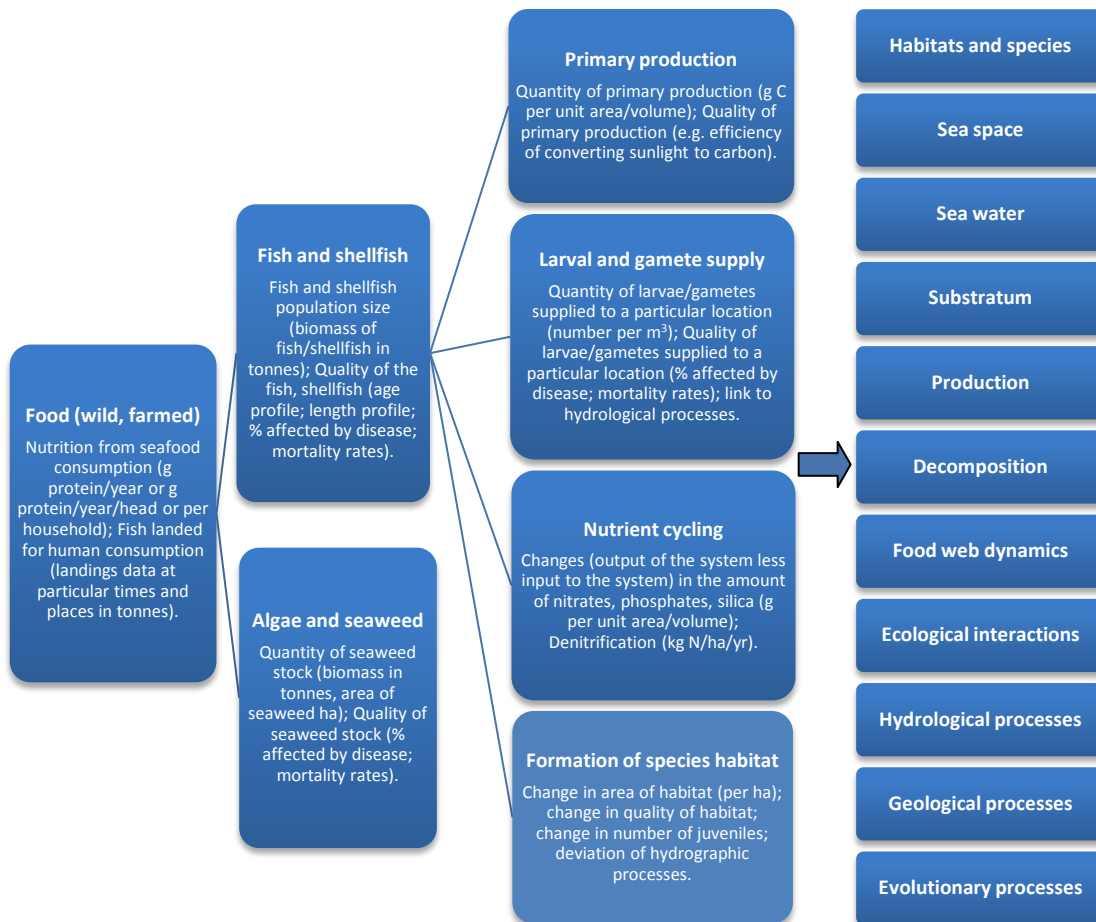 Food (wild, farmed)
Nutrition from seafood
consumption (g
protein/year or g
protein/year/head or per
household); Fish landed
for human consumption
(landings data at
particular times and
places in tonnes).
Fish and shellfish
Fish and shellfish
population size
(biomass of
fish/shellfish in
tonnes); Quality of the
fish, shellfish (age
profile; length profile;
% affected by disease;
mortality rates).
Algae and seaweed
Quantity of seaweed
stock (biomass in
tonnes, area of
seaweed ha); Quality of
seaweed stock (%
affected by disease;
mortality rates).
Primary production
Quantity of primary production (g C
per unit area/volume); Quality of
primary production (e.g. efficiency
of converting sunlight to carbon).
Larval and gamete supply
Quantity of larvae/gametes
supplied to a particular location
(number per m³); Quality of
larvae/gametes supplied to a
particular location (% affected by
disease; mortality rates); link to
hydrological processes.
Nutrient cycling
Changes (output of the system less
input to the system) in the amount
of nitrates, phosphates, silica (g
per unit area/volume);
Denitrification (kg N/ha/yr).
Formation of species habitat
Change in area of habitat (per ha);
change in quality of habitat;
change in number of juveniles;
deviation of hydrographic
processes.
Habitats and species
Sea space
Sea water
Substratum
Production
Decomposition
Food web dynamics
Ecological interactions
Hydrological processes
Geological processes
Evolutionary processes